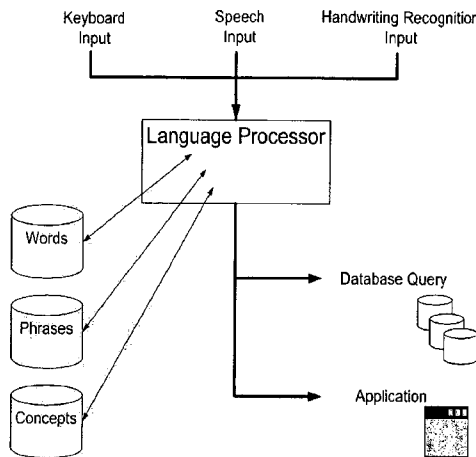 Keyboard
Input
Speech
Input
Handwriting Recognition
Input
Language Processor
Words
Phrases
Concepts
Database Query
Application